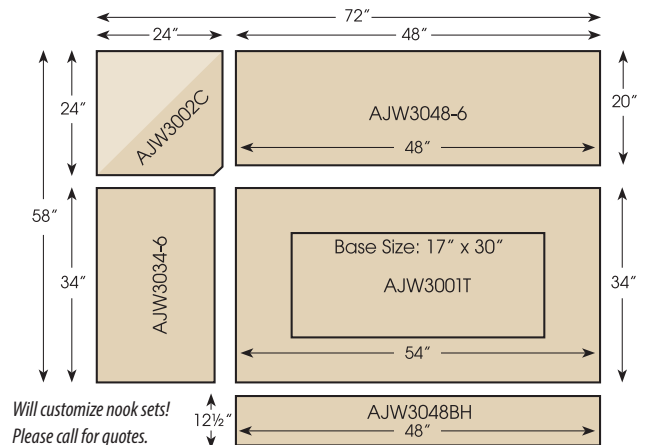 72″
24″ 48″
24″ AJW3002C AJW3048-6 20″
48″
58″
34″ AJW3034-6 Base Size: 17″ x 30″ 34″
AJW3001T
54″
Will customize nook sets!
Please call for quotes.
12½″ AJW3048BH
48″